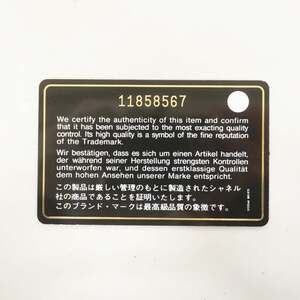 11858567
We certify the authenticity of this item and confirm
that it has been subjected to the most exacting quality
control. Its high quality is a symbol of the fine reputation
of the Trademark.
Wir bestätigen, dass es sich um einen Artikel handelt,
der während seiner Herstellung strengsten Kontrollen
unterworfen war, und dessen erstklassige Qualität
dem hohen Ansehen unserer Marke entspricht.
この製品は厳しい管理のもとに製造されたシャネル
社の商品であることを証明いたします。
このブランド・マークは最高級品質の象徴です。